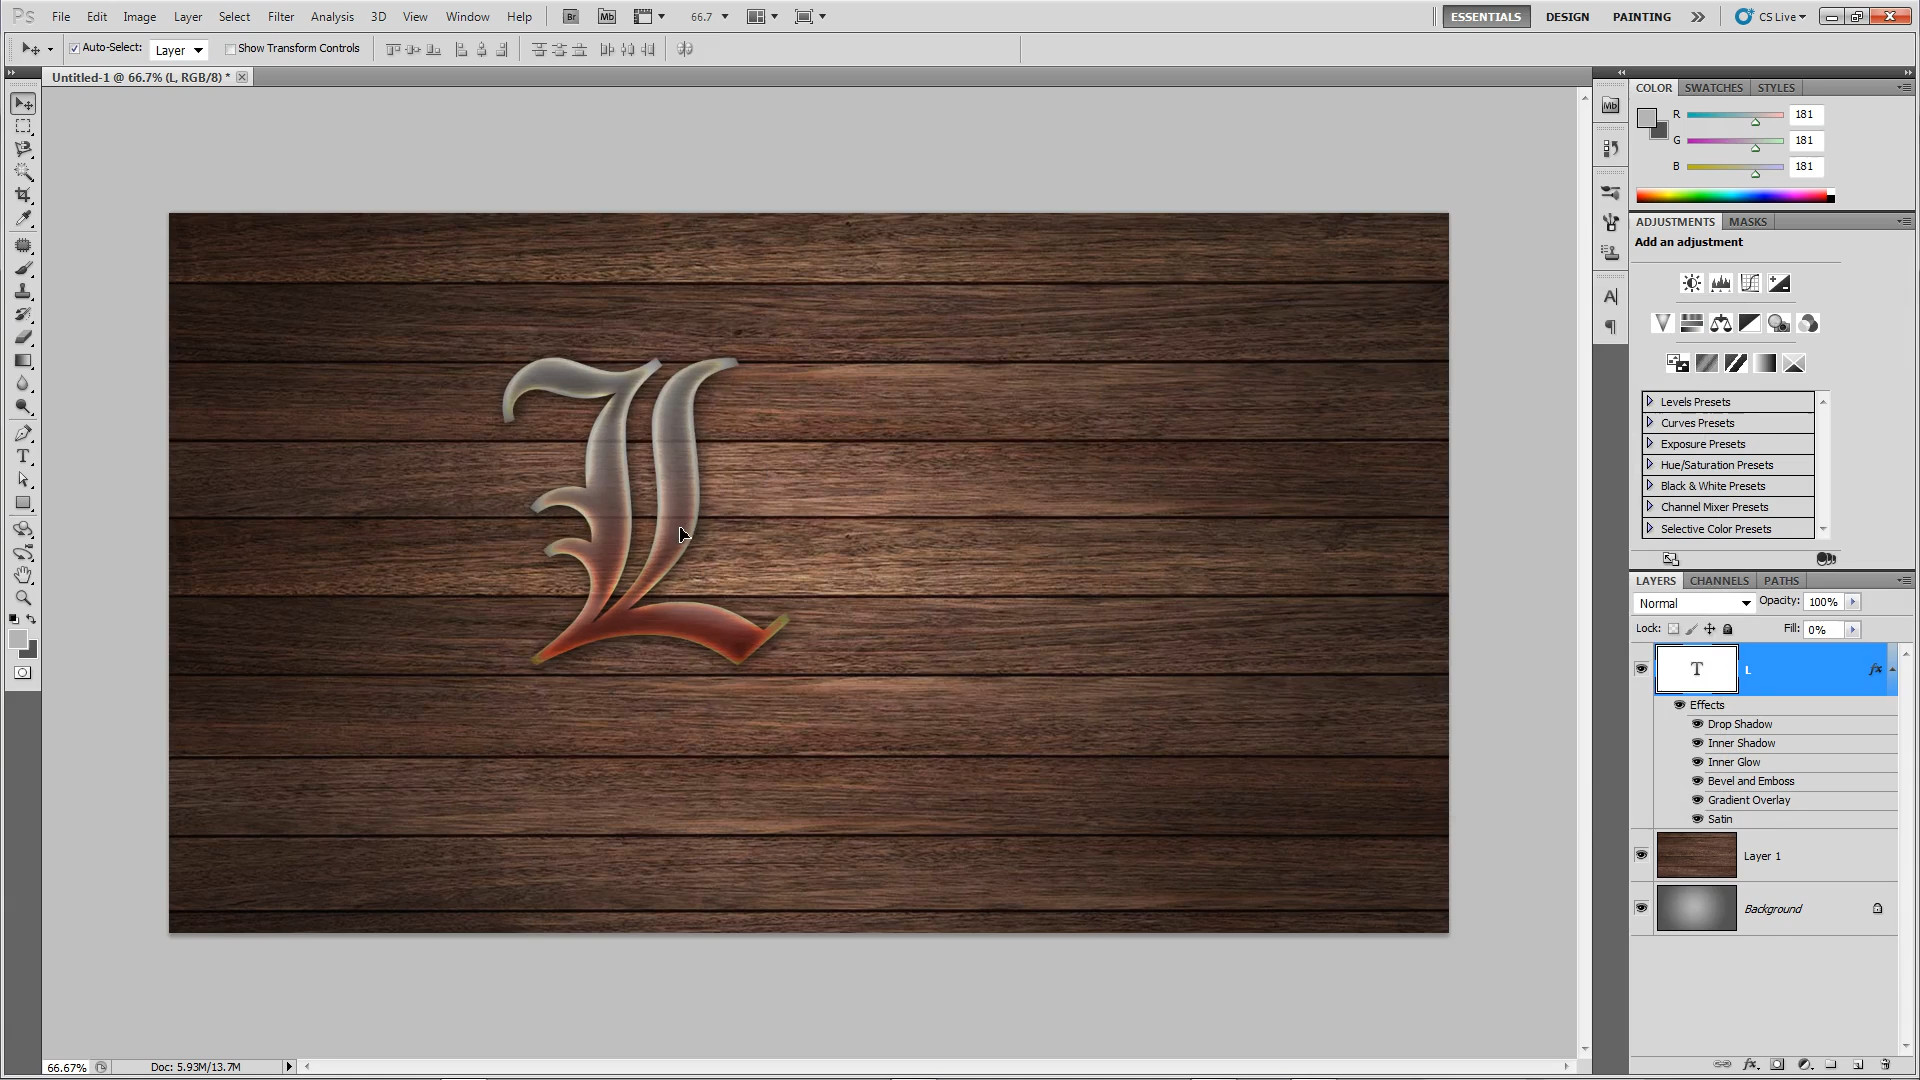 Ps File Edit Image Layer Select Filter Analysis 3D View Window Help Br Mb 66.7 ESSENTIALS DESIGN PAINTING CS Live
Auto-Select: Layer Show Transform Controls
Untitled-1 @ 66.7% (L, RGB/8) *
L
66.67% Doc: 5.93M/13.7M
Mb
A
COLOR SWATCHES STYLES
R 181
G 181
B 181
ADJUSTMENTS MASKS
Add an adjustment
Levels Presets
Curves Presets
Exposure Presets
Hue/Saturation Presets
Black & White Presets
Channel Mixer Presets
Selective Color Presets
LAYERS CHANNELS PATHS
Normal Opacity: 100%
Lock: Fill: 0%
T L fx
Effects
Drop Shadow
Inner Shadow
Inner Glow
Bevel and Emboss
Gradient Overlay
Satin
Layer 1
Background
fx